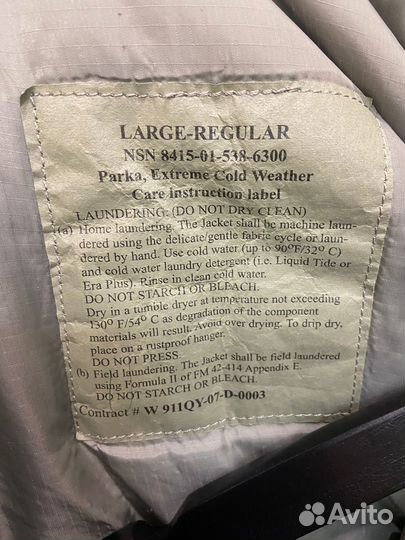 LARGE-REGULAR
NSN 8415-01-538-6300
Parka, Extreme Cold Weather
Care instruction label
LAUNDERING: (DO NOT DRY CLEAN)
(a) Home laundering. The Jacket shall be machine laun-
dered using the delicate/gentle fabric cycle or laun-
dered by hand. Use cold water (up to 90ºF/32º C)
and cold water laundry detergent (i.e. Liquid Tide or
Era Plus). Rinse in clean cold water.
DO NOT STARCH or BLEACH.
Dry in a tumble dryer at temperature not exceeding
130º F/54º C as degradation of the component
materials will result. Avoid over drying. To drip dry,
place on a rustproof hanger.
DO NOT PRESS.
(b) Field laundering. The Jacket shall be field laundered
using Formula II of FM 42-414 Appendix E.
DO NOT STARCH or BLEACH.
Contract # W 911QY-07-D-0003
Avito